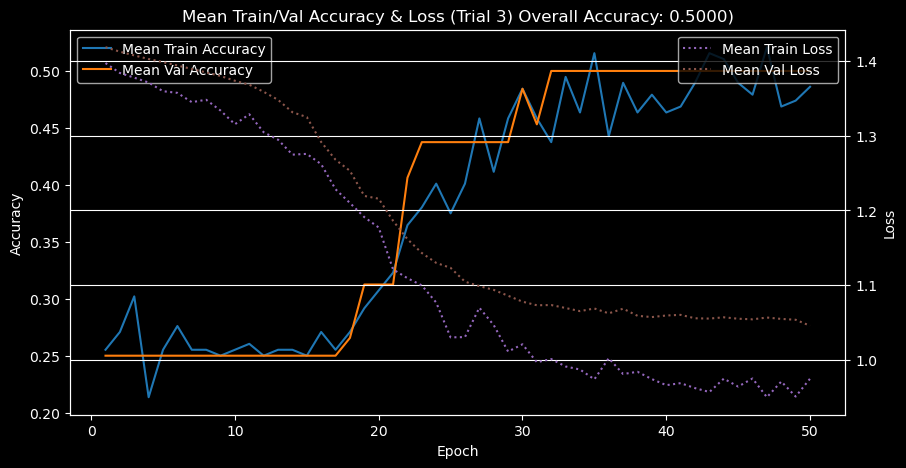 Mean Train/Val Accuracy & Loss (Trial 3) Overall Accuracy: 0.5000)
Mean Train Accuracy
Mean Val Accuracy
Mean Train Loss
Mean Val Loss
0.50
0.45
0.40
0.35
0.30
0.25
0.20
Accuracy
1.4
1.3
1.2
1.1
1.0
Loss
0
10
20
30
40
50
Epoch